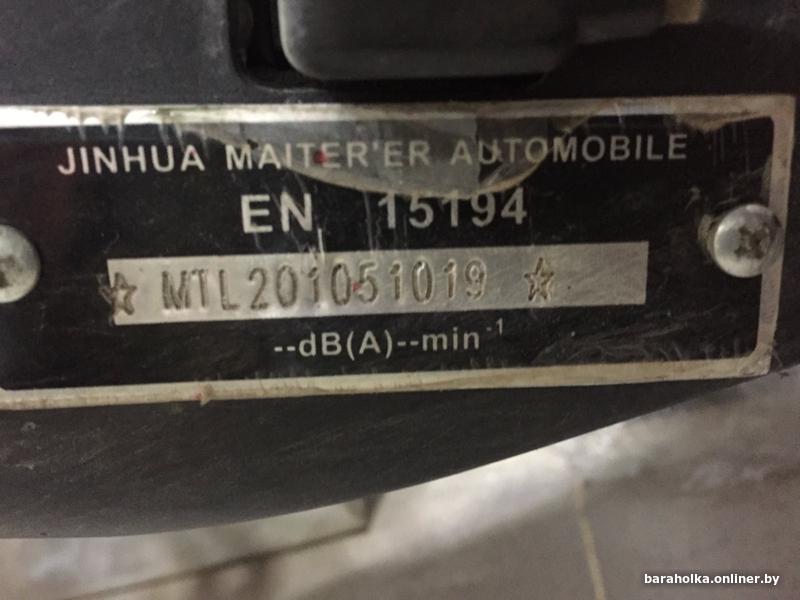 JINHUA MAITER'ER AUTOMOBILE
EN 15194
☆ MTL201051019 ☆
--dB(A)--min-1
baraholka.onliner.by